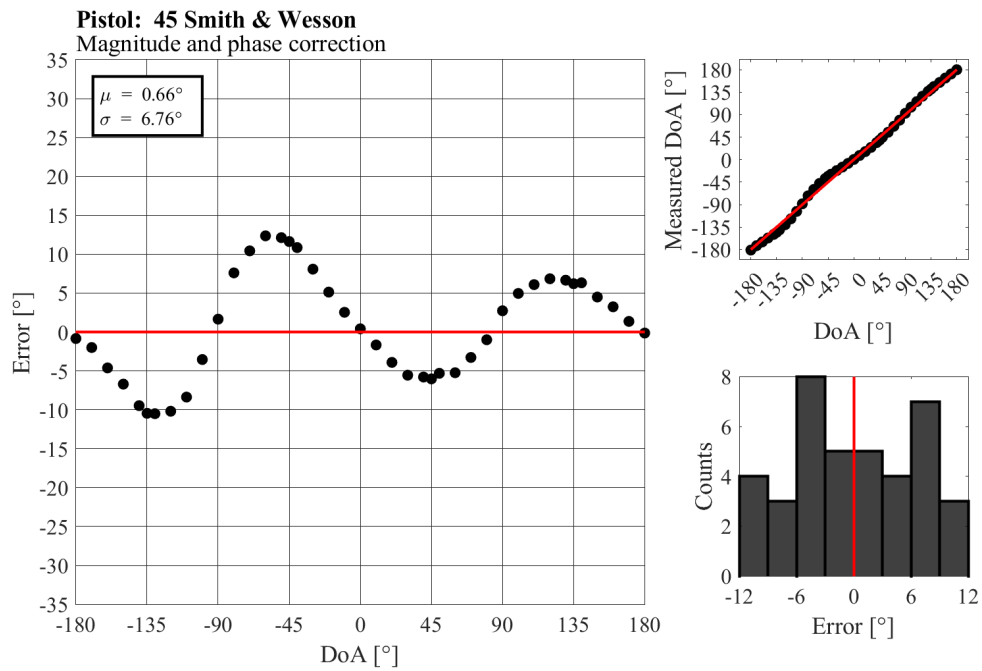 Pistol: 45 Smith & Wesson
Magnitude and phase correction
μ = 0.66°
σ = 6.76°
35
30
25
20
15
10
5
0
-5
-10
-15
-20
-25
-30
-35
Error [°]
-180 -135 -90 -45 0 45 90 135 180
DoA [°]
180
135
90
45
0
-45
-90
-135
-180
Measured DoA [°]
-180 -135 -90 -45 0 45 90 135 180
DoA [°]
8
6
4
2
0
Counts
-12 -6 0 6 12
Error [°]